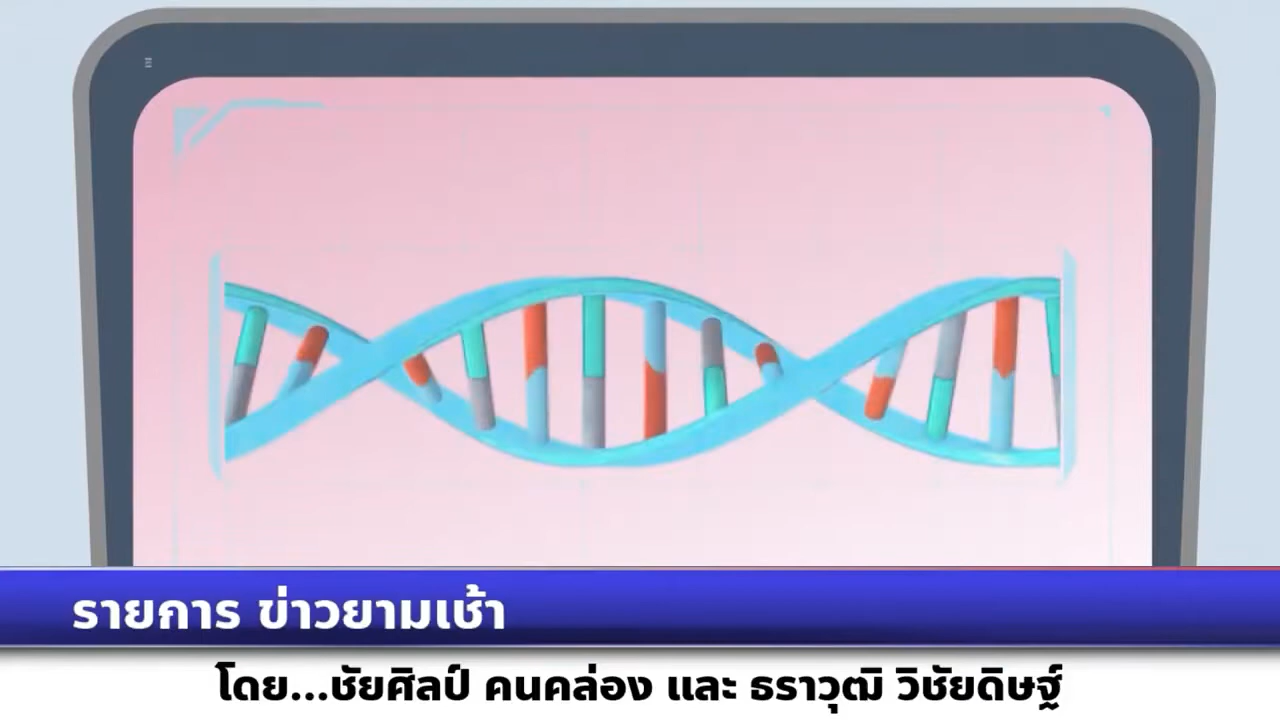 รายการ ข่าวยามเช้า
โดย...ชัยศิลป์ คนคล่อง และ ธราวุฒิ วิชัยดิษฐ์